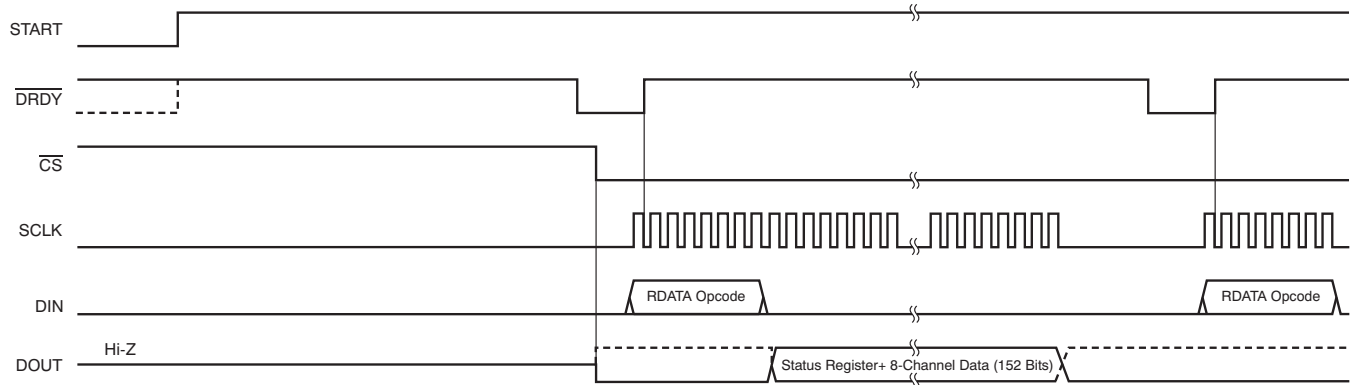 START
DRDY
CS
SCLK
DIN
RDATA Opcode
RDATA Opcode
Hi-Z
DOUT
Status Register+ 8-Channel Data (152 Bits)